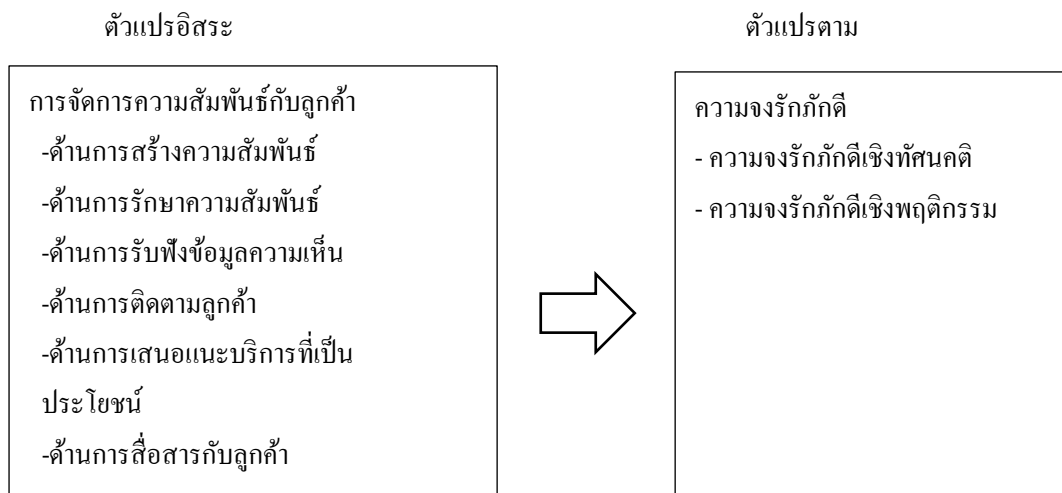 ตัวแปรอิสระ
ตัวแปรตาม
การจัดการความสัมพันธ์กับลูกค้า
-ด้านการสร้างความสัมพันธ์
-ด้านการรักษาความสัมพันธ์
-ด้านการรับฟังข้อมูลความเห็น
-ด้านการติดตามลูกค้า
-ด้านการเสนอแนะบริการที่เป็น
ประโยชน์
-ด้านการสื่อสารกับลูกค้า
ความจงรักภักดี
- ความจงรักภักดีเชิงทัศนคติ
- ความจงรักภักดีเชิงพฤติกรรม